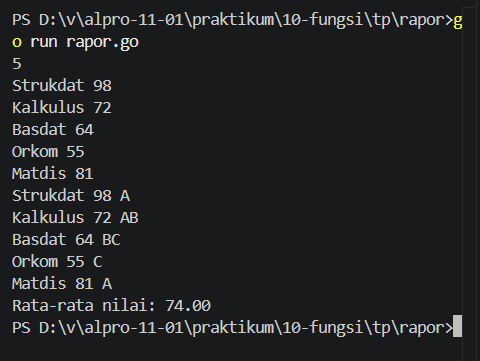 PS D:\v\alpro-11-01\praktikum\10-fungsi\tp\rapor>g
o run rapor.go
5
Strukdat 98
Kalkulus 72
Basdat 64
Orkom 55
Matdis 81
Strukdat 98 A
Kalkulus 72 AB
Basdat 64 BC
Orkom 55 C
Matdis 81 A
Rata-rata nilai: 74.00
PS D:\v\alpro-11-01\praktikum\10-fungsi\tp\rapor>